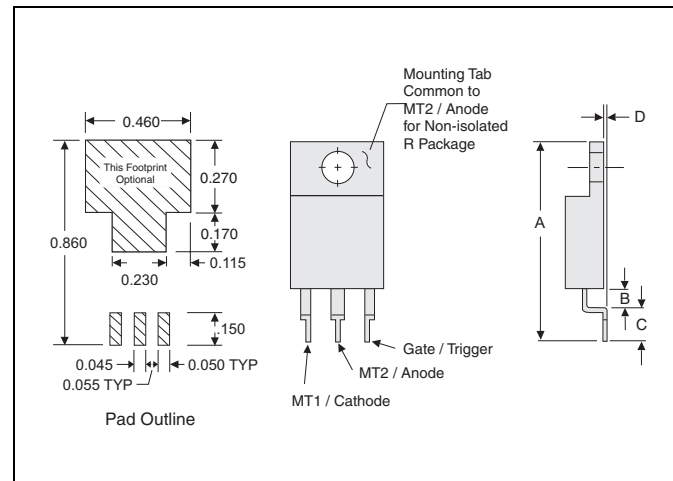 Mounting Tab
Common to
MT2 / Anode
for Non-isolated
R Package
0.460
This Footprint
Optional
0.270
0.170
0.860
0.115
0.230
.150
0.045
0.050 TYP
0.055 TYP
Pad Outline
Gate / Trigger
MT2 / Anode
MT1 / Cathode
D
A
B
C